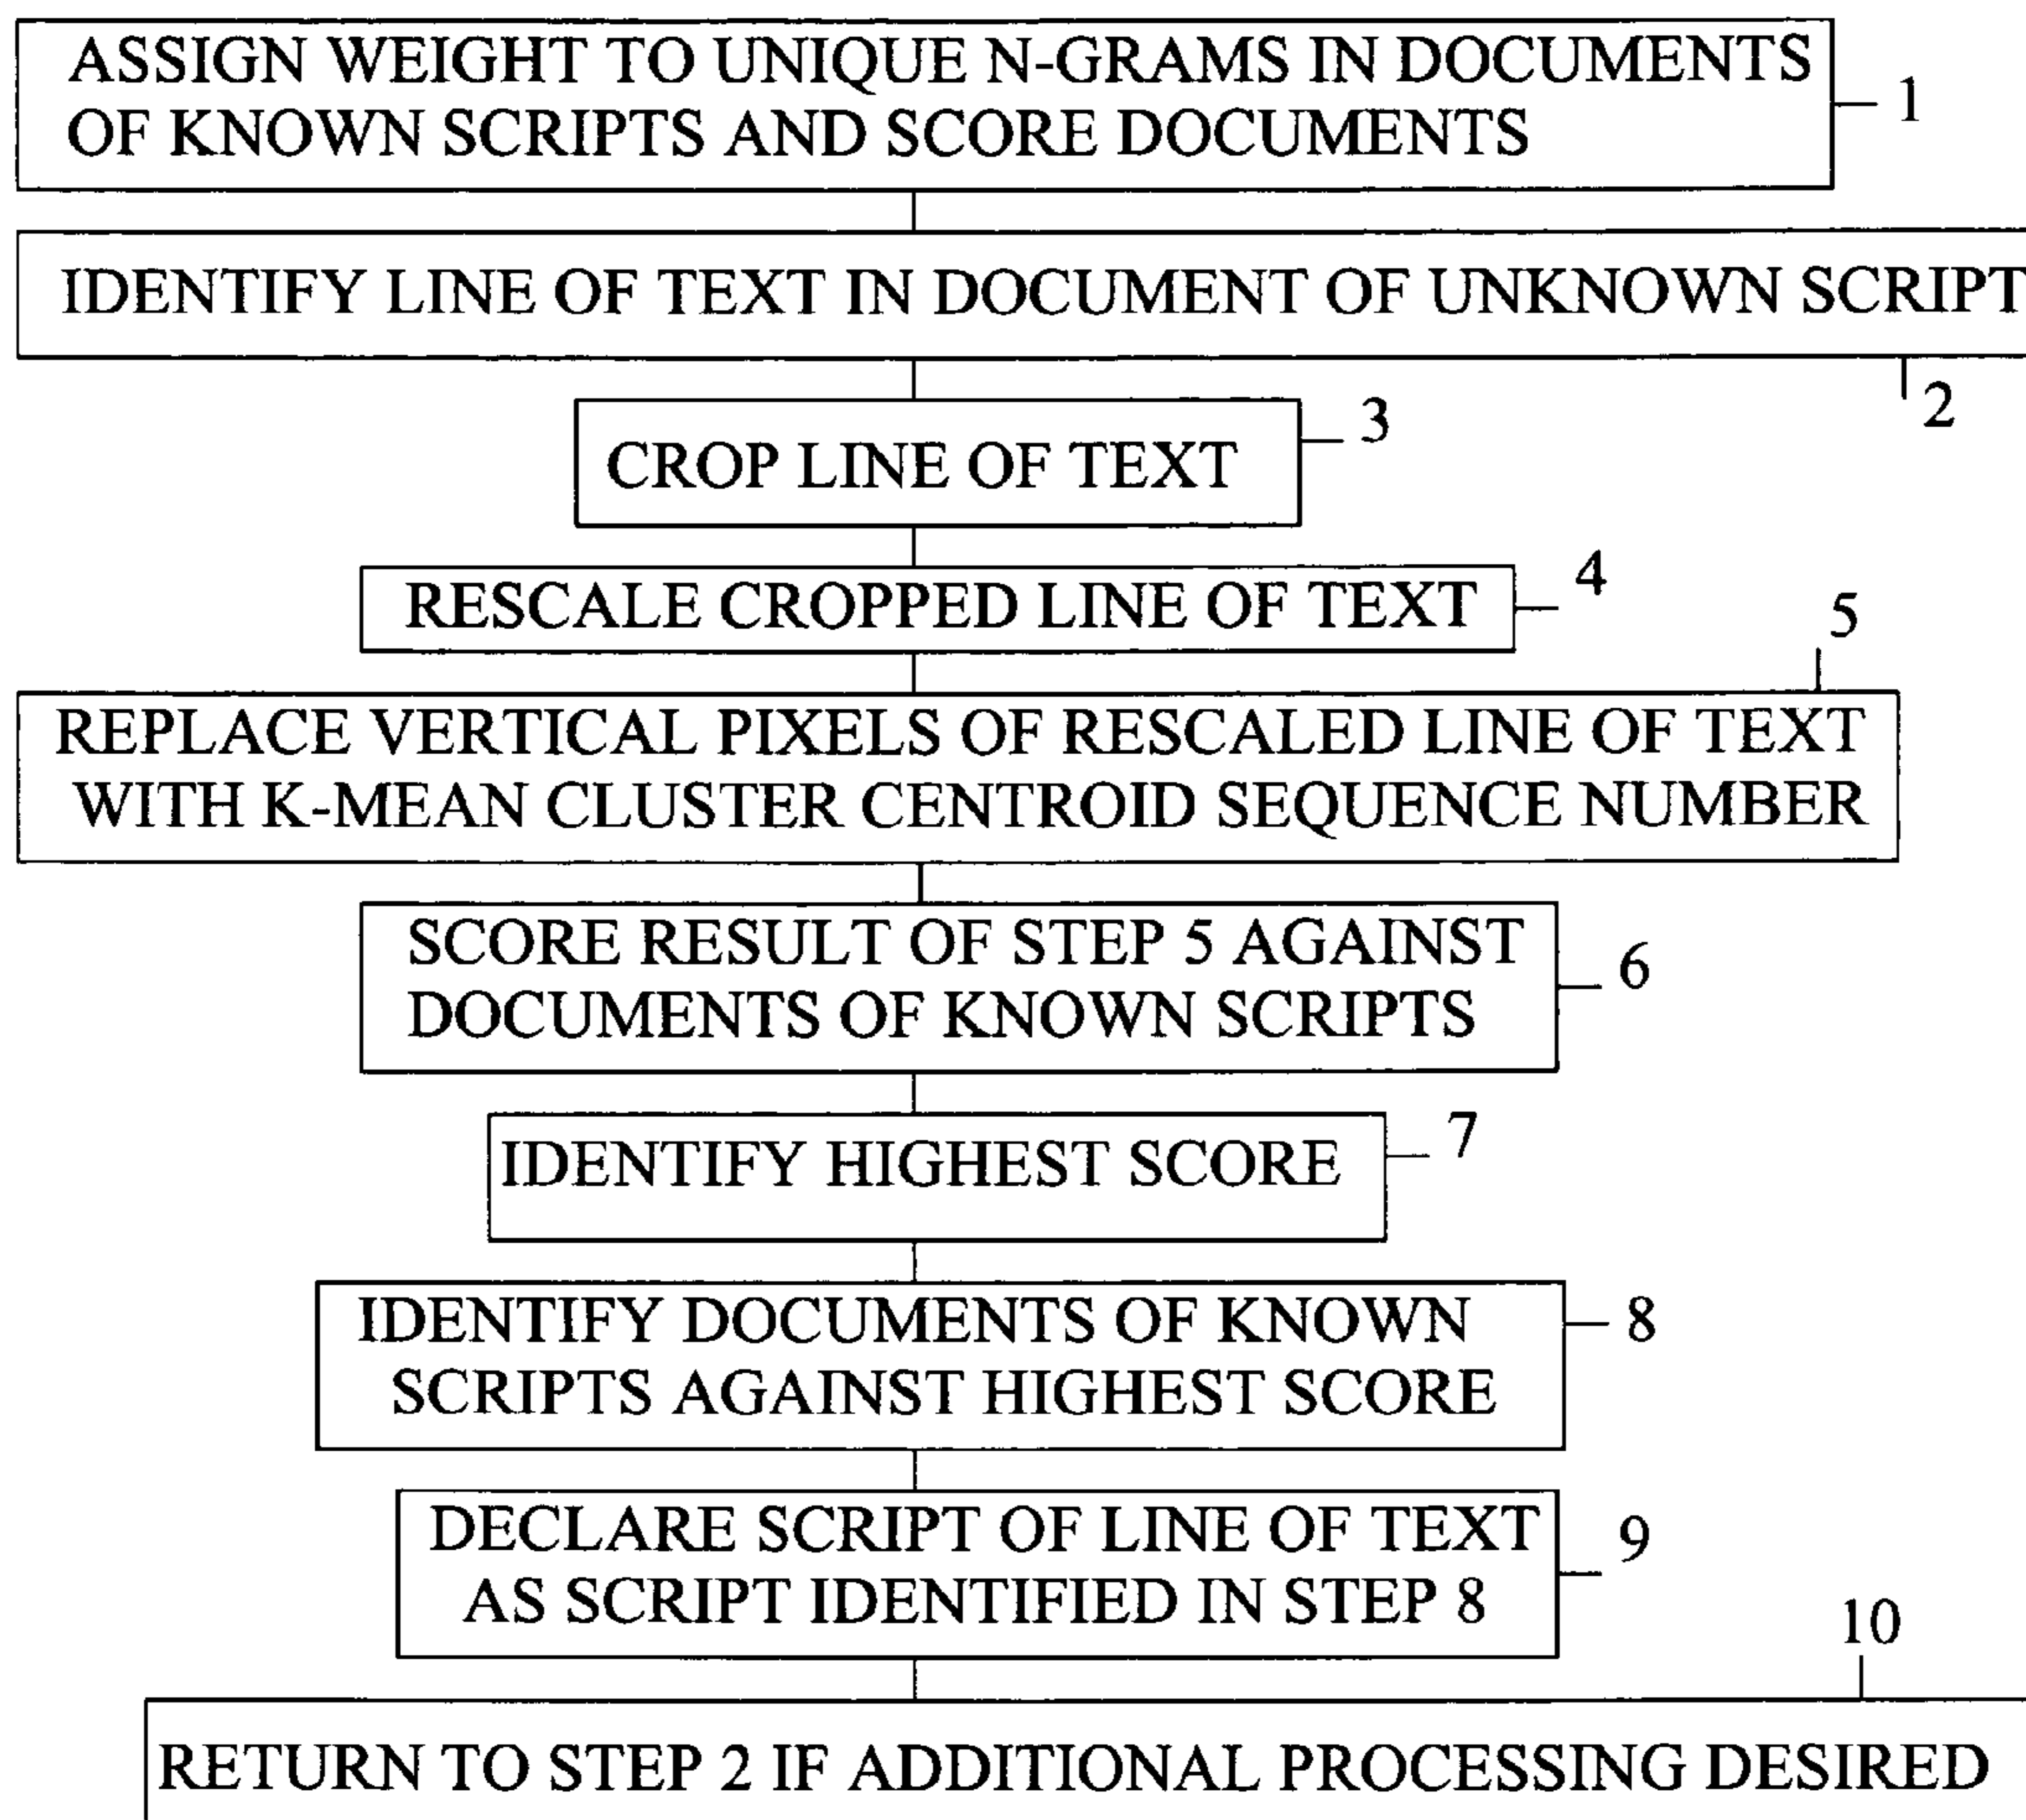 ASSIGN WEIGHT TO UNIQUE N-GRAMS IN DOCUMENTS
OF KNOWN SCRIPTS AND SCORE DOCUMENTS
1
IDENTIFY LINE OF TEXT IN DOCUMENT OF UNKNOWN SCRIPT
2
3
CROP LINE OF TEXT
4
RESCALE CROPPED LINE OF TEXT
5
REPLACE VERTICAL PIXELS OF RESCALED LINE OF TEXT
WITH K-MEAN CLUSTER CENTROID SEQUENCE NUMBER
SCORE RESULT OF STEP 5 AGAINST
DOCUMENTS OF KNOWN SCRIPTS
6
7
IDENTIFY HIGHEST SCORE
IDENTIFY DOCUMENTS OF KNOWN
SCRIPTS AGAINST HIGHEST SCORE
8
DECLARE SCRIPT OF LINE OF TEXT
AS SCRIPT IDENTIFIED IN STEP 8
9
10
RETURN TO STEP 2 IF ADDITIONAL PROCESSING DESIRED